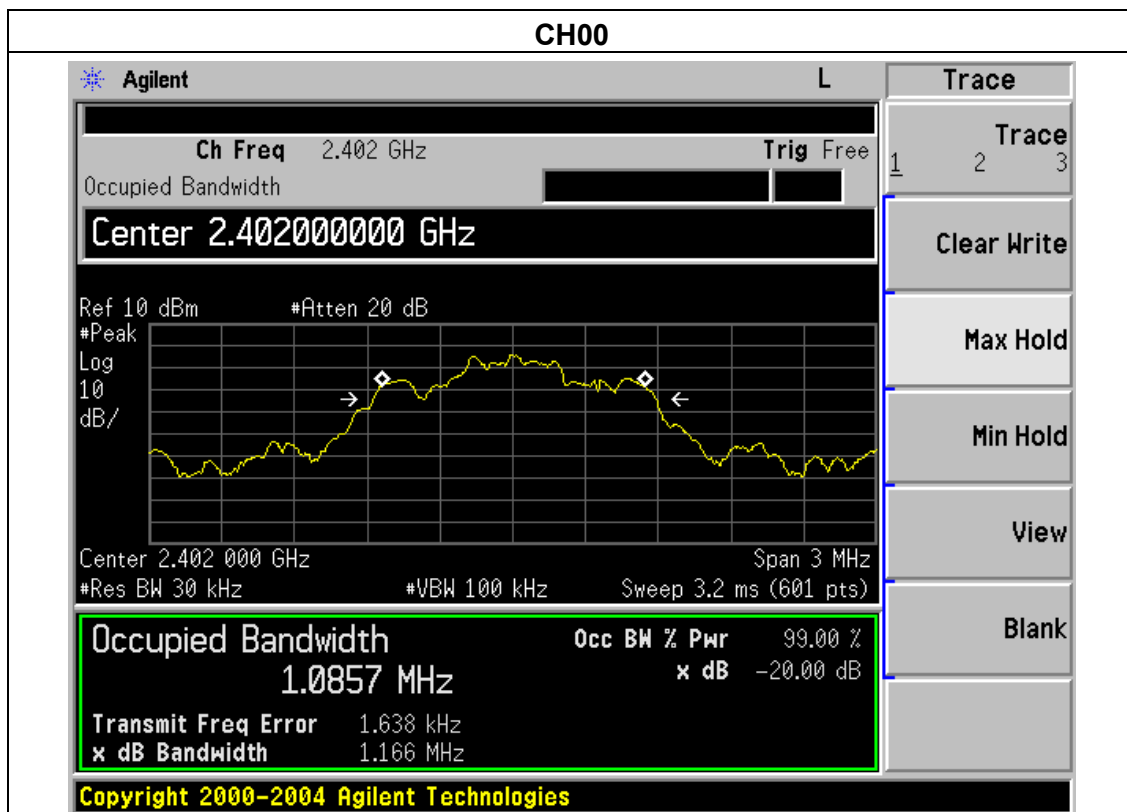 CH00
Agilent L Trace
Ch Freq 2.402 GHz Trig Free
Occupied Bandwidth
Center 2.402000000 GHz
Ref 10 dBm #Atten 20 dB
#Peak
Log
10
dB/
Center 2.402 000 GHz Span 3 MHz
#Res BW 30 kHz #VBW 100 kHz Sweep 3.2 ms (601 pts)
Occupied Bandwidth Occ BW % Pwr 99.00 %
1.0857 MHz x dB -20.00 dB
Transmit Freq Error 1.638 kHz
x dB Bandwidth 1.166 MHz
Trace
1 2 3
Clear Write
Max Hold
Min Hold
View
Blank
Copyright 2000-2004 Agilent Technologies